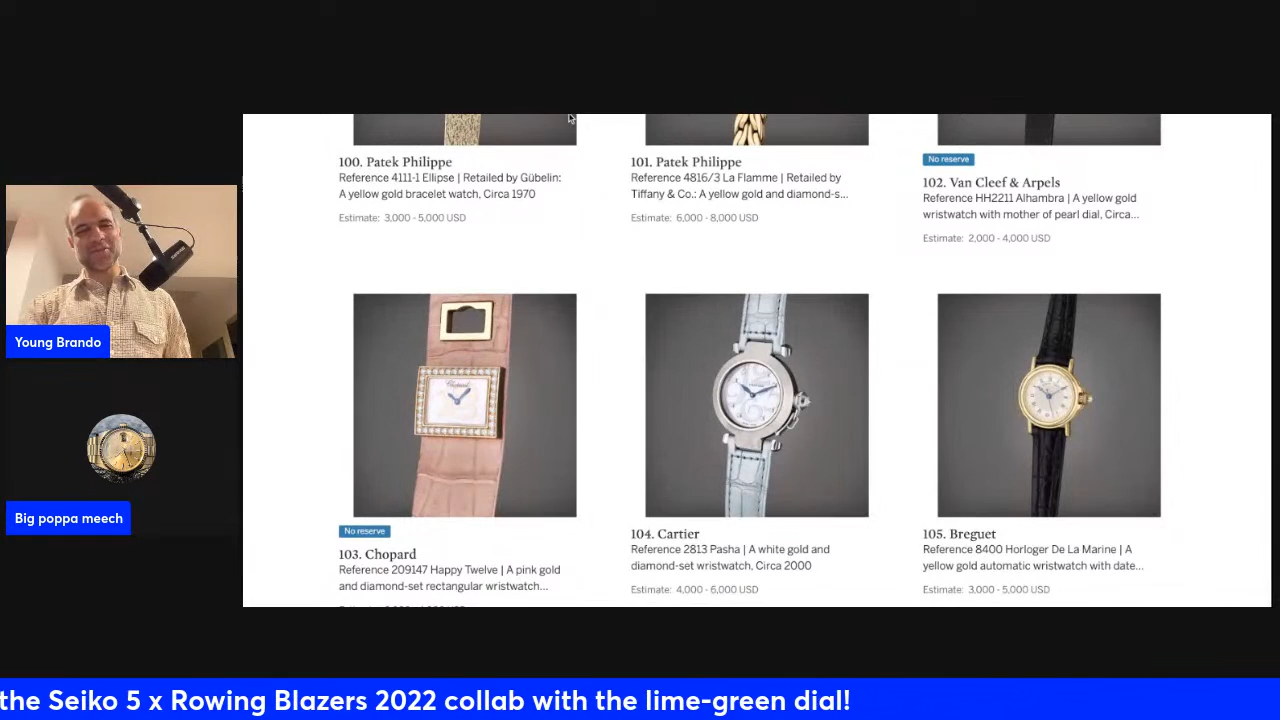 100. Patek Philippe
Reference 4111-1 Ellipse | Retailed by Gübelin:
A yellow gold bracelet watch, Circa 1970
Estimate: 3,000 - 5,000 USD
101. Patek Philippe
Reference 4816/3 La Flamme | Retailed by
Tiffany & Co.: A yellow gold and diamond-s...
Estimate: 6,000 - 8,000 USD
No reserve
102. Van Cleef & Arpels
Reference HH2211 Alhambra | A yellow gold
wristwatch with mother of pearl dial, Circa...
Estimate: 2,000 - 4,000 USD
Young Brando
Big poppa meech
Chopard
No reserve
103. Chopard
Reference 209147 Happy Twelve | A pink gold
and diamond-set rectangular wristwatch...
104. Cartier
Reference 2813 Pasha | A white gold and
diamond-set wristwatch, Circa 2000
Estimate: 4,000 - 6,000 USD
105. Breguet
Reference 8400 Horloger De La Marine | A
yellow gold automatic wristwatch with date...
Estimate: 3,000 - 5,000 USD
the Seiko 5 x Rowing Blazers 2022 collab with the lime-green dial!